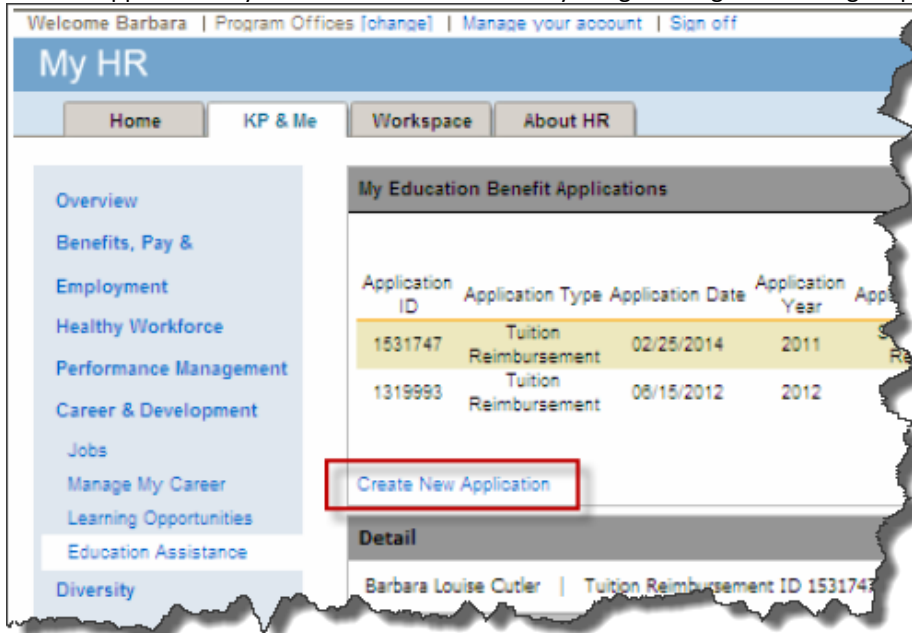 Welcome Barbara | Program Offices [change] | Manage your account | Sign off
My HR
Home KP & Me Workspace About HR
Overview
Benefits, Pay &
Employment
Healthy Workforce
Performance Management
Career & Development
Jobs
Manage My Career
Learning Opportunities
Education Assistance
Diversity
My Education Benefit Applications
Application ID Application Type Application Date Application Year
1531747 Tuition Reimbursement 02/25/2014 2011
1319993 Tuition Reimbursement 06/15/2012 2012
Create New Application
Detail
Barbara Louise Cutler | Tuition Reimbursement ID 1531747